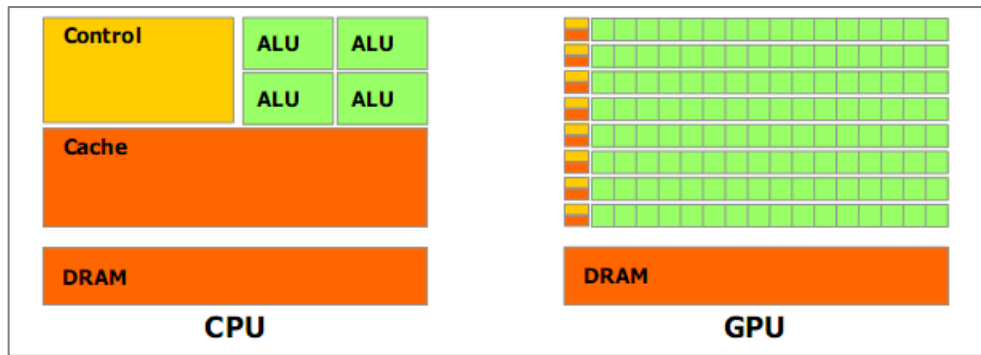 Control
ALU ALU
ALU ALU
Cache
DRAM
CPU
DRAM
GPU